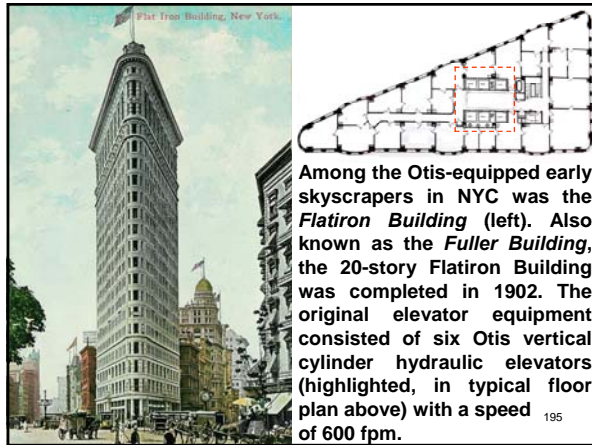 Flat Iron Building, New York.
Among the Otis-equipped early
skyscrapers in NYC was the
Flatiron Building (left). Also
known as the Fuller Building,
the 20-story Flatiron Building
was completed in 1902. The
original elevator equipment
consisted of six Otis vertical
cylinder hydraulic elevators
(highlighted, in typical floor
plan above) with a speed
of 600 fpm.
195